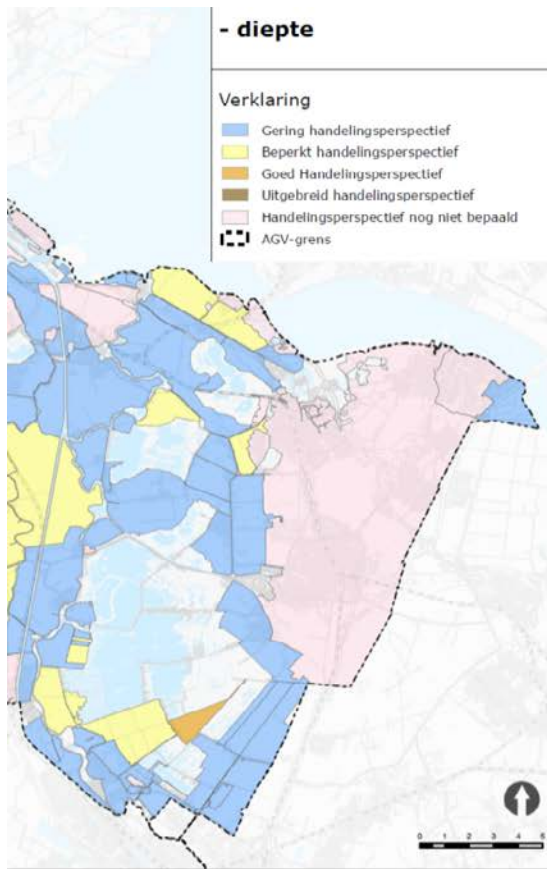 - diepte
Verklaring
Gering handelingsperspectief
Beperkt handelingsperspectief
Goed Handelingsperspectief
Uitgebreid handelingsperspectief
Handelingsperspectief nog niet bepaald
AGV-grens
0 1 2 3 4 5